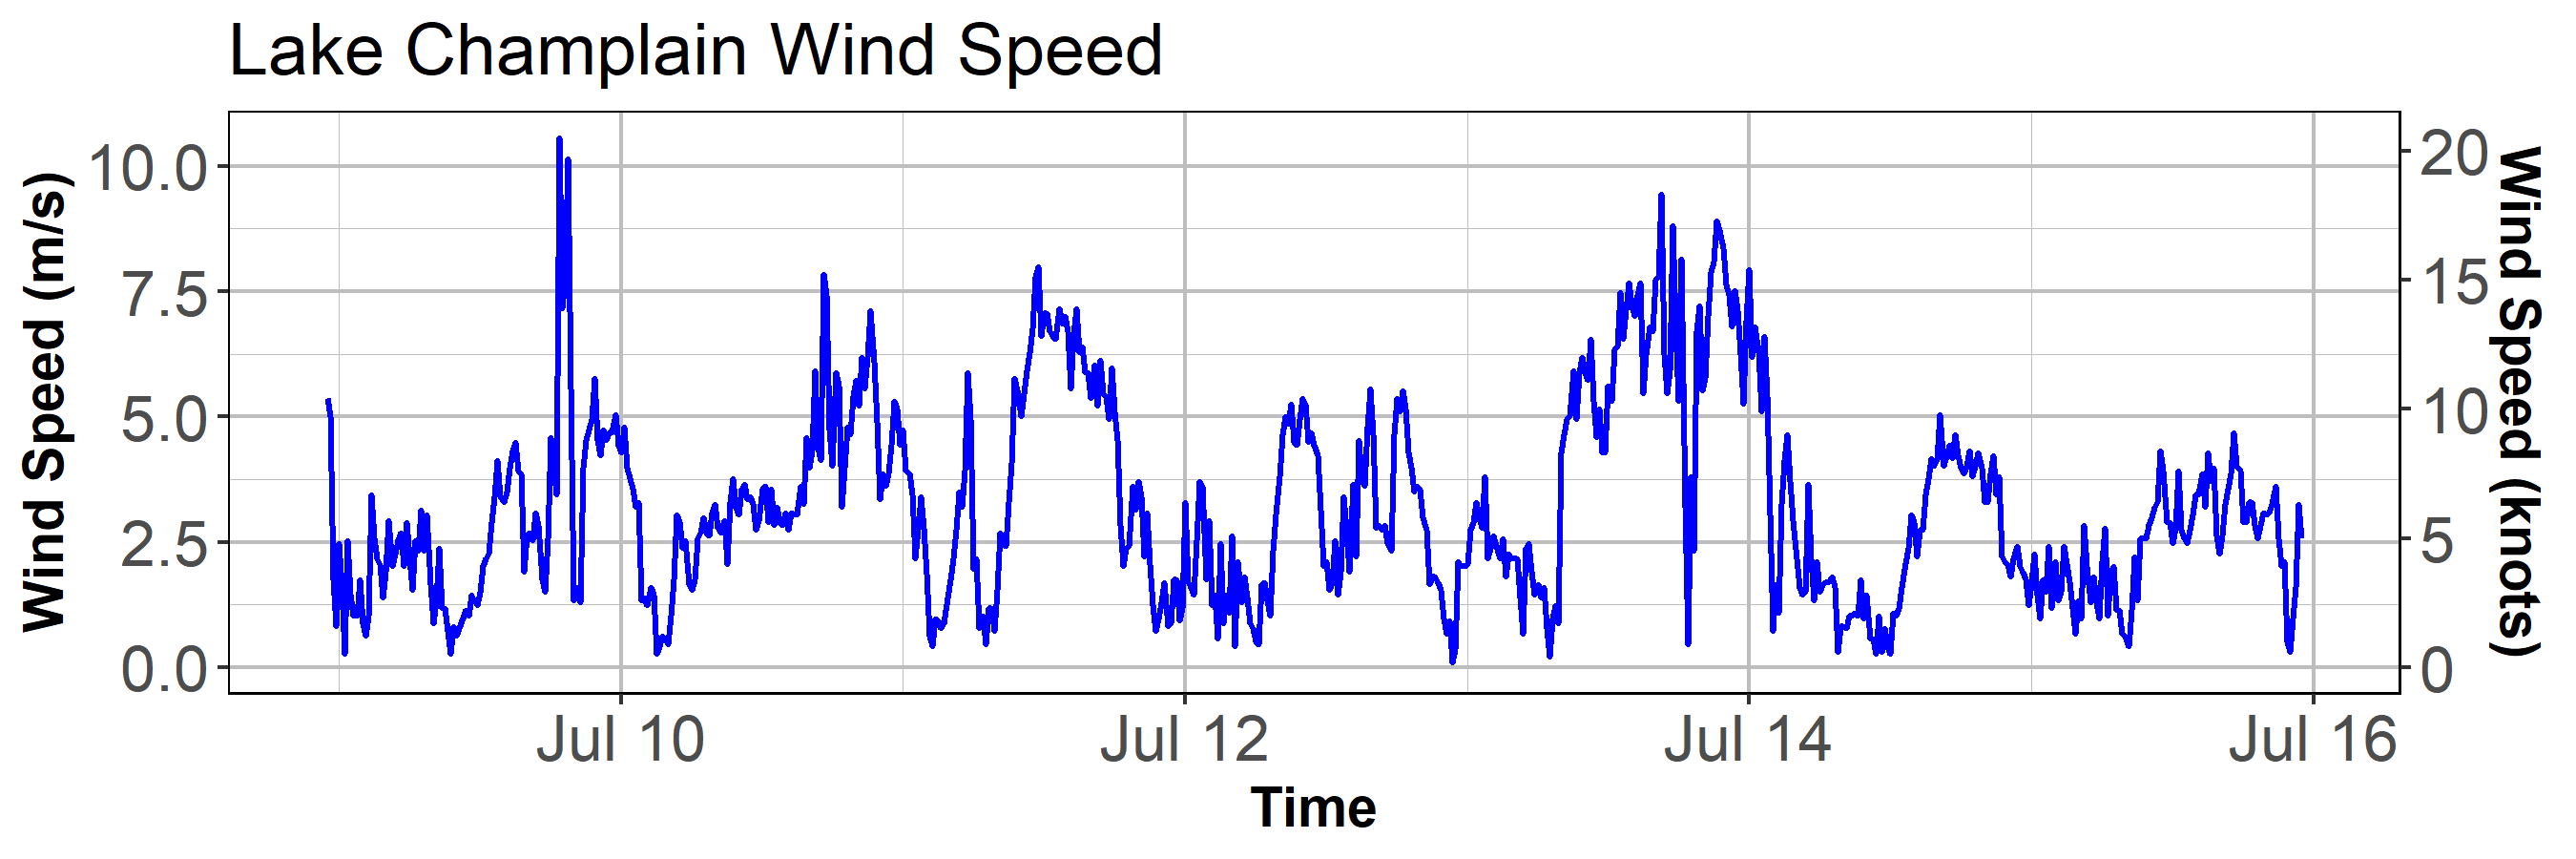 Lake Champlain Wind Speed
Wind Speed (m/s)
10.0
7.5
5.0
2.5
0.0
20
15
10
5
0
Wind Speed (knots)
Jul 10 Jul 12 Jul 14 Jul 16
Time